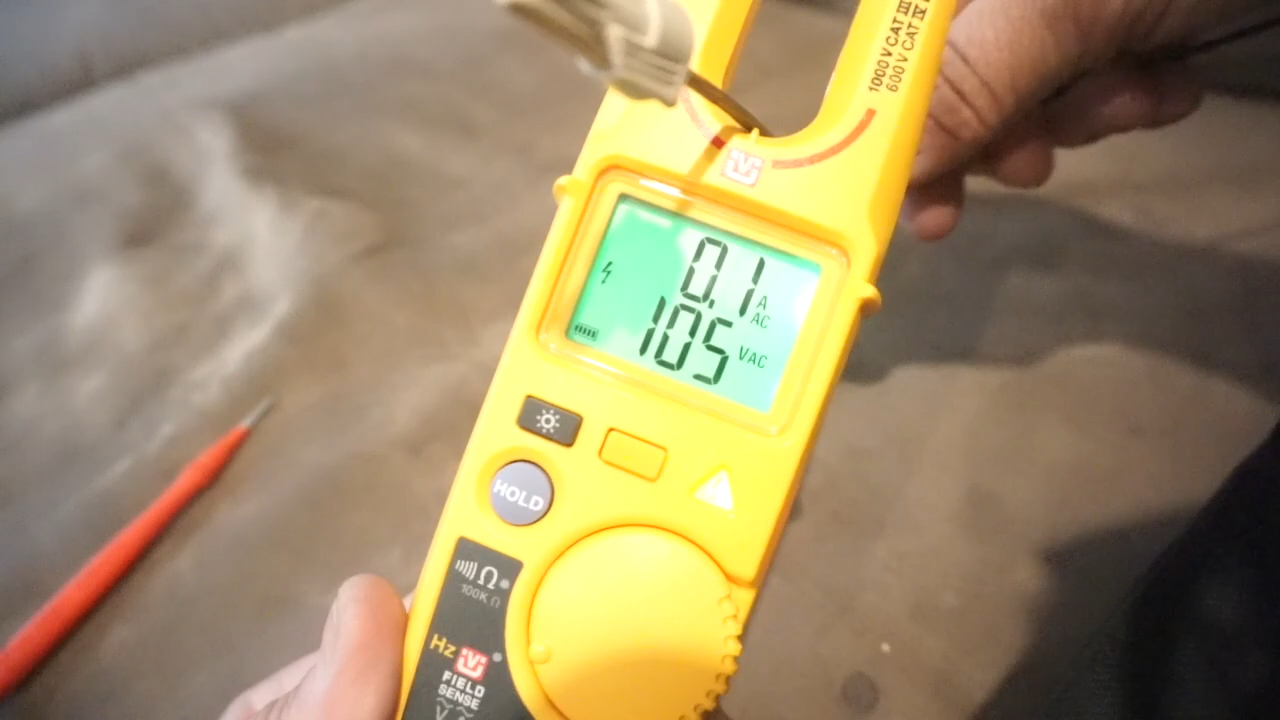 1000 V CAT III
600 V CAT IV
0.1 A
AC
105 VAC
HOLD
Ω
100K Ω
Hz
FIELD
SENSE
V